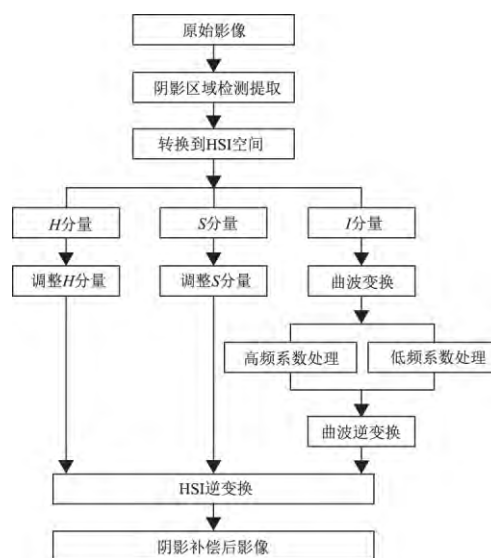 原始影像
阴影区域检测提取
转换到HSI空间
H分量
S分量
I分量
调整H分量
调整S分量
曲波变换
高频系数处理
低频系数处理
曲波逆变换
HSI逆变换
阴影补偿后影像